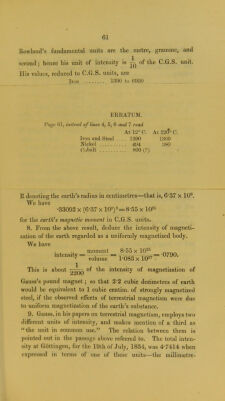 61
Rowland's fundamental units are the metre, gramme, and
second; hence his unit of intensity is 1/10 of the C.G.S. unit.
His values, reduced to C.G.S. units, are
Iron ........ 1390 to 6000
ERRATUM.
Page 61, instead of lines 4, 5, 6 and 7 read
At 12° C. At 220° C.
Iron and Steel .... 1390 1360
Nickel ........ 494 380
Cobalt ........ 800 (?)
E denoting the earth's radius in centimetres—that is, 6·37 × 10⁸.
We have
·33092 × (6·37 × 10⁸)³ = 8·55 × 10²⁵
for the earth's magnetic moment in C.G.S. units.
8. From the above result, deduce the intensity of magneti-
sation of the earth regarded as a uniformly magnetized body.
We have
intensity = moment/volume = 8·55 × 10²⁵/1·083 × 10²⁷ = ·0790.
This is about 1/2200 of the intensity of magnetisation of
Gauss's pound magnet; so that 2·2 cubic decimetres of earth
would be equivalent to 1 cubic centim. of strongly magnetized
steel, if the observed effects of terrestrial magnetism were due
to uniform magnetisation of the earth's substance.
9. Gauss, in his papers on terrestrial magnetism, employs two
different units of intensity, and makes mention of a third as
"the unit in common use." The relation between them is
pointed out in the passage above referred to. The total inten-
sity at Göttingen, for the 19th of July, 1834, was 4·7414 when
expressed in terms of one of these units—the millimetre-